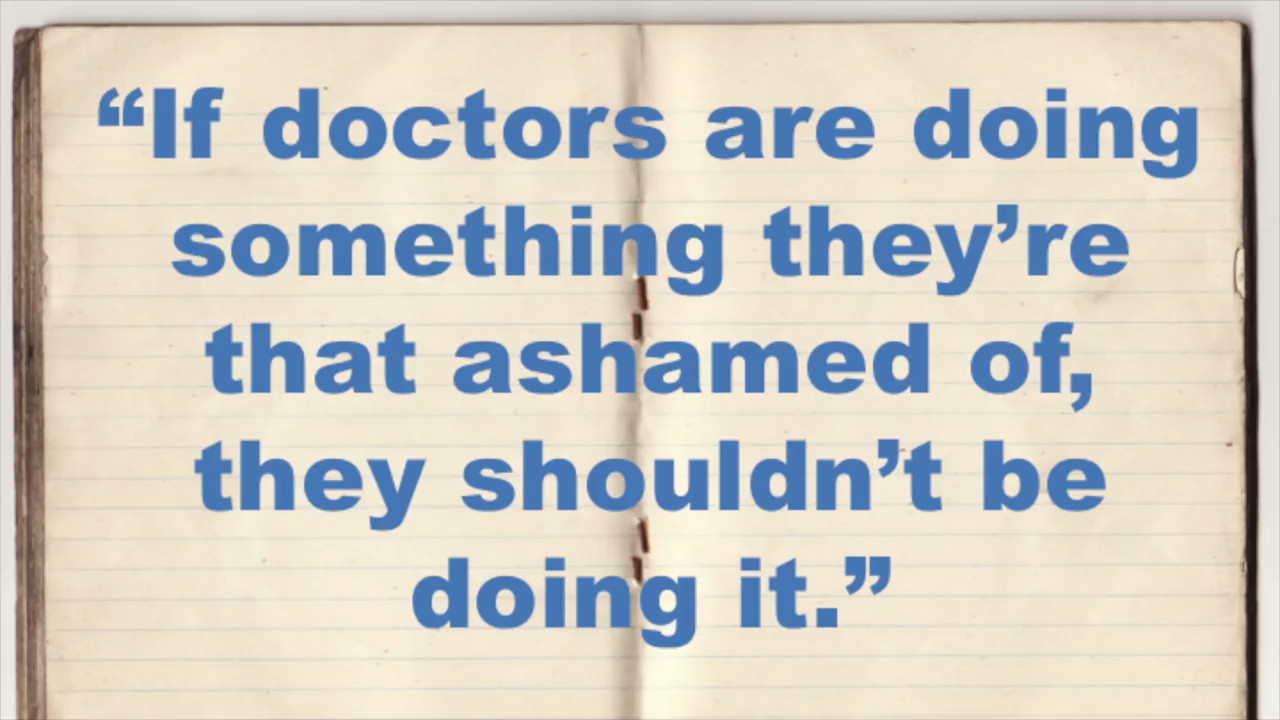 “If doctors are doing
something they’re
that ashamed of,
they shouldn’t be
doing it.”